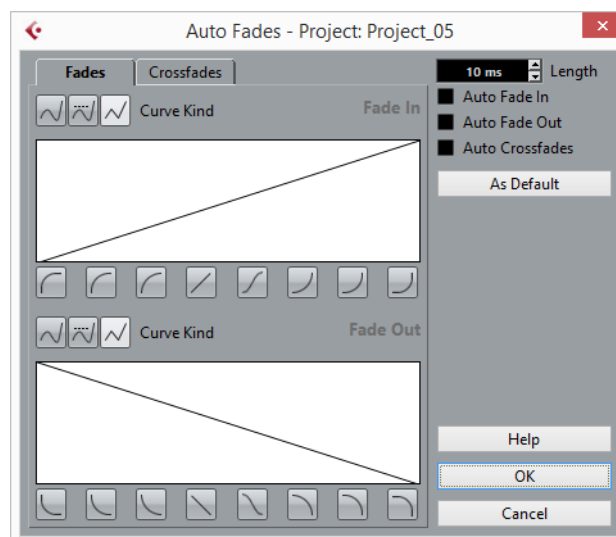 Auto Fades - Project: Project_05
Fades
Crossfades
10 ms
Length
Curve Kind
Fade In
Auto Fade In
Auto Fade Out
Auto Crossfades
As Default
Curve Kind
Fade Out
Help
OK
Cancel